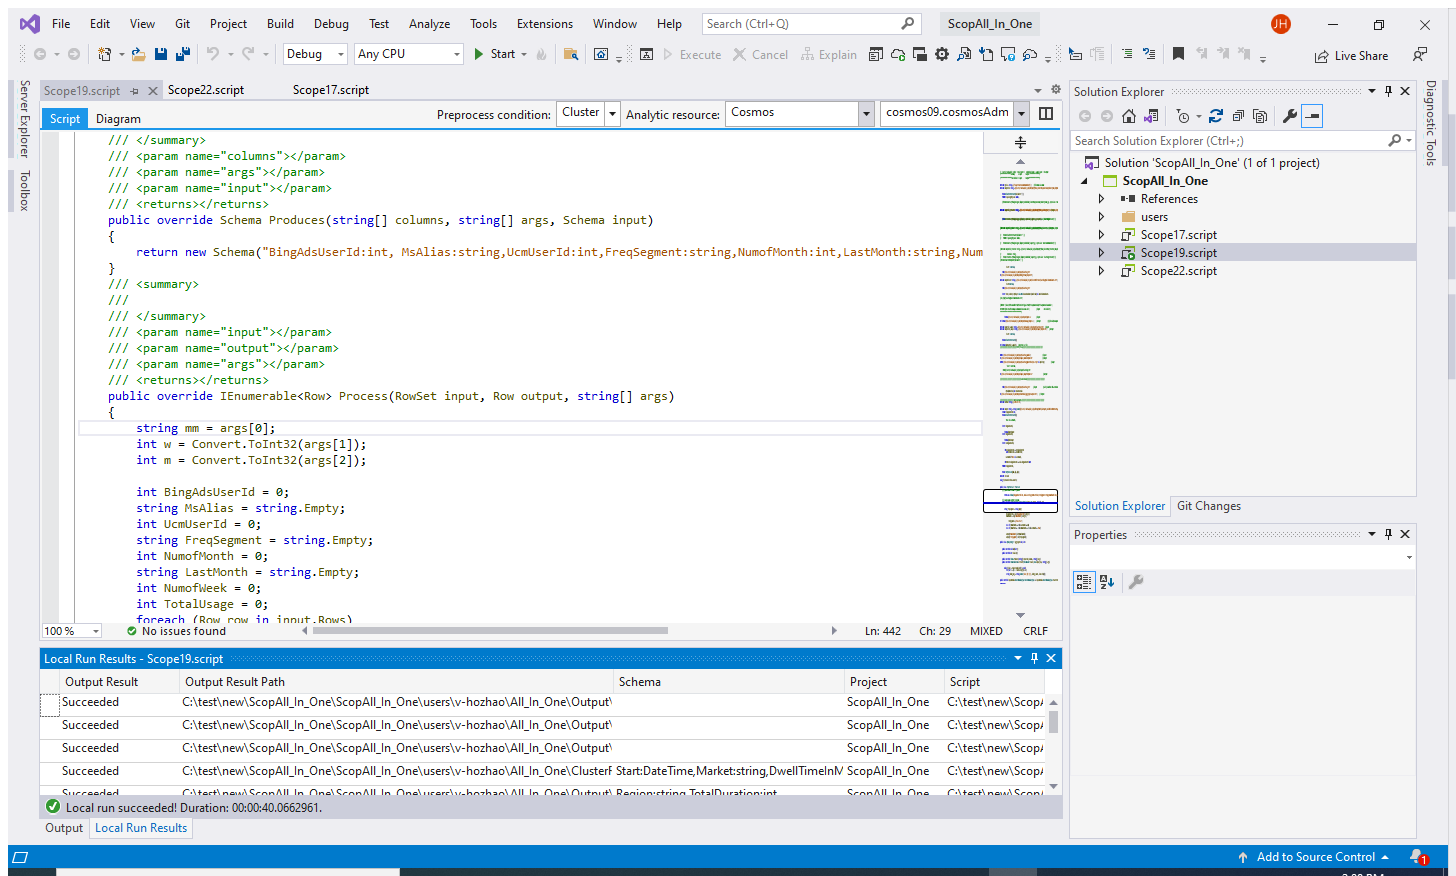 File Edit View Git Project Build Debug Test Analyze Tools Extensions Window Help Search (Ctrl+Q) ScopAll_In_One JH
Debug Any CPU Start Execute Cancel Explain Live Share
Server Explorer
Toolbox
Scope19.script Scope22.script Scope17.script
Script Diagram Preprocess condition: Cluster Analytic resource: Cosmos cosmos09.cosmosAdm
/// </summary>
/// <param name="columns"></param>
/// <param name="args"></param>
/// <param name="input"></param>
/// <returns></returns>
public override Schema Produces(string[] columns, string[] args, Schema input)
{
return new Schema("BingAdsUserId:int, MsAlias:string,UcmUserId:int,FreqSegment:string,NumofMonth:int,LastMonth:string,Num
}
/// <summary>
///
/// </summary>
/// <param name="input"></param>
/// <param name="output"></param>
/// <param name="args"></param>
/// <returns></returns>
public override IEnumerable<Row> Process(RowSet input, Row output, string[] args)
{
string mm = args[0];
int w = Convert.ToInt32(args[1]);
int m = Convert.ToInt32(args[2]);
int BingAdsUserId = 0;
string MsAlias = string.Empty;
int UcmUserId = 0;
string FreqSegment = string.Empty;
int NumofMonth = 0;
string LastMonth = string.Empty;
int NumofWeek = 0;
int TotalUsage = 0;
foreach (Row row in input.Rows)
100 % No issues found Ln: 442 Ch: 29 MIXED CRLF
Local Run Results - Scope19.script
Output Result Output Result Path Schema Project Script
Succeeded C:\test\new\ScopAll_In_One\ScopAll_In_One\users\v-hozhao\All_In_One\Output\ ScopAll_In_One C:\test\new\ScopA
Succeeded C:\test\new\ScopAll_In_One\ScopAll_In_One\users\v-hozhao\All_In_One\Output\ ScopAll_In_One C:\test\new\ScopA
Succeeded C:\test\new\ScopAll_In_One\ScopAll_In_One\users\v-hozhao\All_In_One\Output\ ScopAll_In_One C:\test\new\ScopA
Succeeded C:\test\new\ScopAll_In_One\ScopAll_In_One\users\v-hozhao\All_In_One\ClusterF Start:DateTime,Market:string,DwellTimeInM ScopAll_In_One C:\test\new\ScopA
Succeeded C:\test\new\ScopAll_In_One\ScopAll_In_One\users\v-hozhao\All_In_One\Output\ Region:string,TotalDuration:int ScopAll_In_One C:\test\new\ScopA
Local run succeeded! Duration: 00:00:40.0662961.
Output Local Run Results
Solution Explorer
Search Solution Explorer (Ctrl+;)
Solution 'ScopAll_In_One' (1 of 1 project)
ScopAll_In_One
References
users
Scope17.script
Scope19.script
Scope22.script
Solution Explorer Git Changes
Properties
Diagnostic Tools
Add to Source Control 1